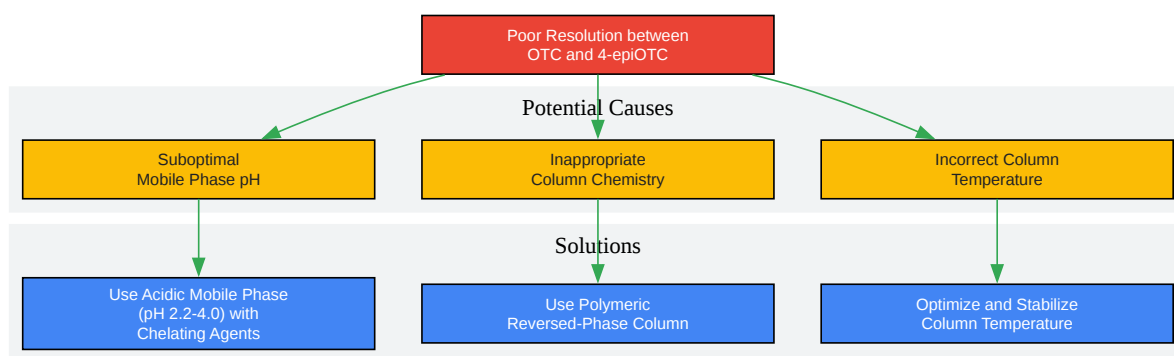 Poor Resolution between
OTC and 4-epiOTC
Potential Causes
Suboptimal
Mobile Phase pH
Inappropriate
Column Chemistry
Incorrect Column
Temperature
Solutions
Use Acidic Mobile Phase
(pH 2.2-4.0) with
Chelating Agents
Use Polymeric
Reversed-Phase Column
Optimize and Stabilize
Column Temperature